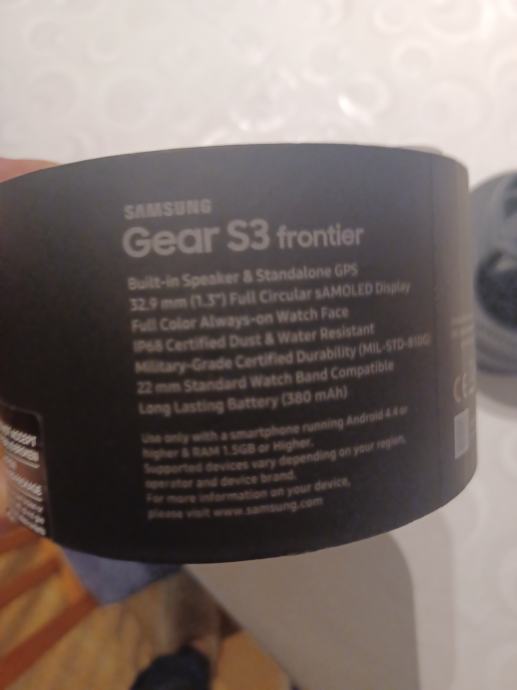 SAMSUNG
Gear S3 frontier
Built-in Speaker & Standalone GPS
32.9 mm (1.3") Full Circular sAMOLED Display
Full Color Always-on Watch Face
IP68 Certified Dust & Water Resistant
Military-Grade Certified Durability (MIL-STD-810G)
22 mm Standard Watch Band Compatible
Long Lasting Battery (380 mAh)
Use only with a smartphone running Android 4.4 or
higher & RAM 1.5GB or Higher.
Supported devices vary depending on your region,
operator and device brand.
For more information on your device,
please visit www.samsung.com
ACCEPT
CE